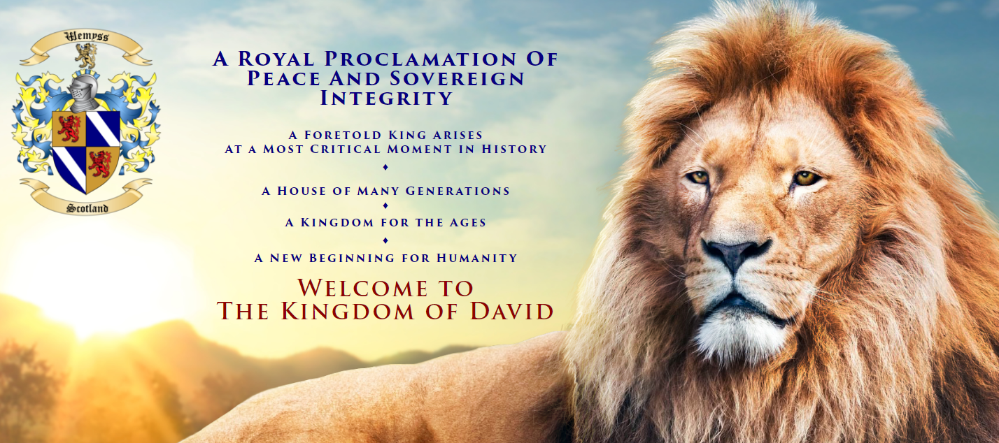 Wemyss
Scotland
A Royal Proclamation Of
Peace And Sovereign
Integrity
A Foretold King Arises
at a Most Critical Moment in History
♦
A House of Many Generations
♦
A Kingdom for the Ages
♦
A New Beginning for Humanity
Welcome to
The Kingdom of David